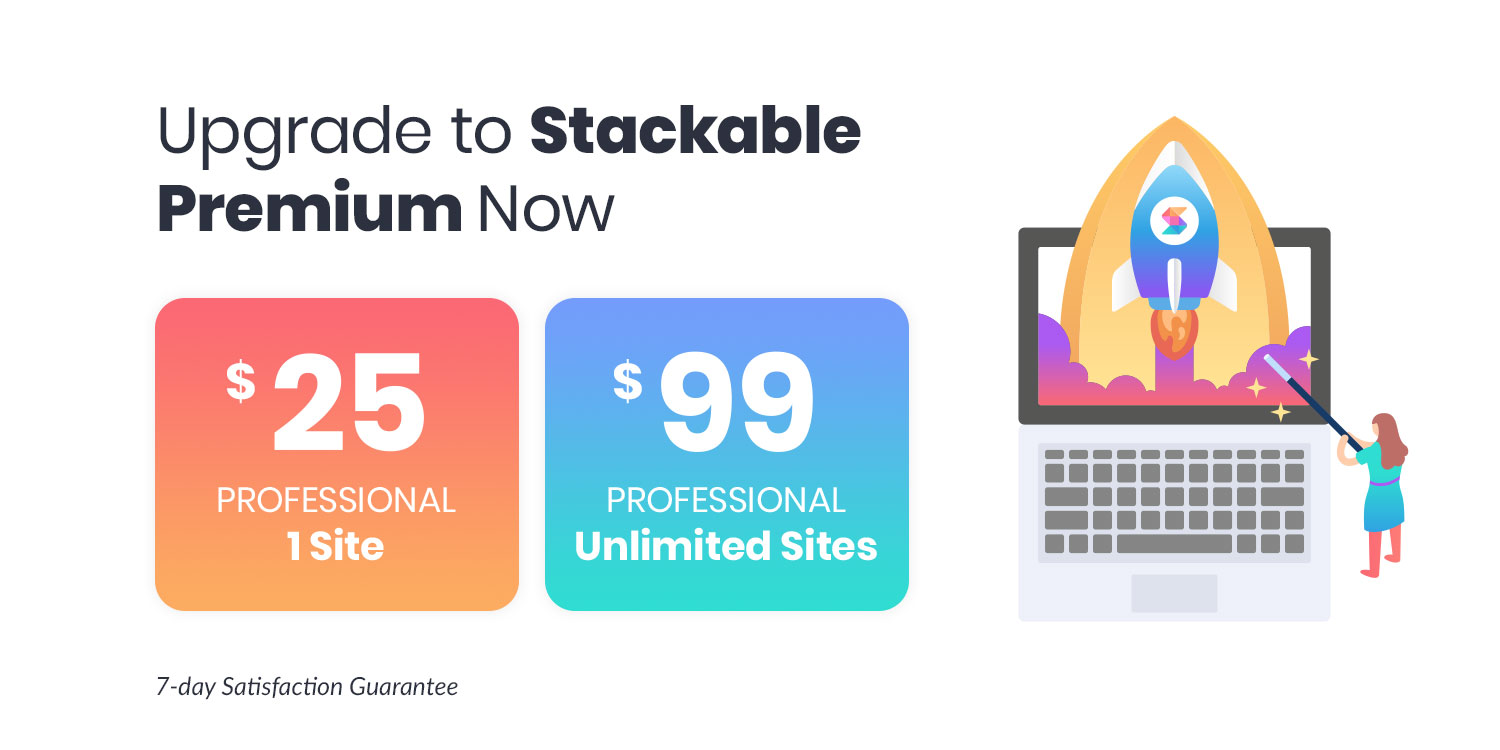 Upgrade to Stackable
Premium Now
$25
PROFESSIONAL
1 Site
$99
PROFESSIONAL
Unlimited Sites
7-day Satisfaction Guarantee